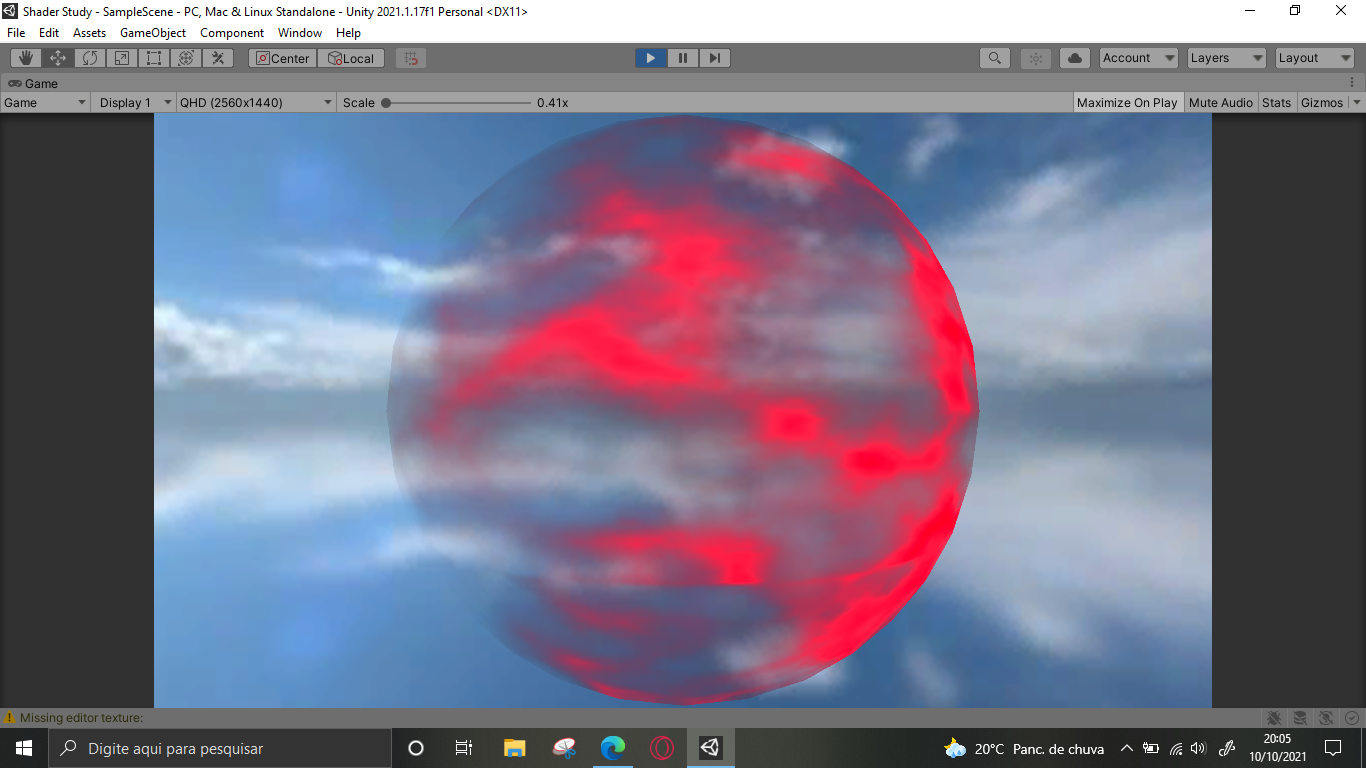 Shader Study - SampleScene - PC, Mac & Linux Standalone - Unity 2021.1.17f1 Personal <DX11>
File Edit Assets GameObject Component Window Help
Center Local Account Layers Layout
Game
Game Display 1 QHD (2560x1440) Scale 0.41x Maximize On Play Mute Audio Stats Gizmos
Missing editor texture:
Digite aqui para pesquisar 20°C Panc. de chuva 20:05
10/10/2021